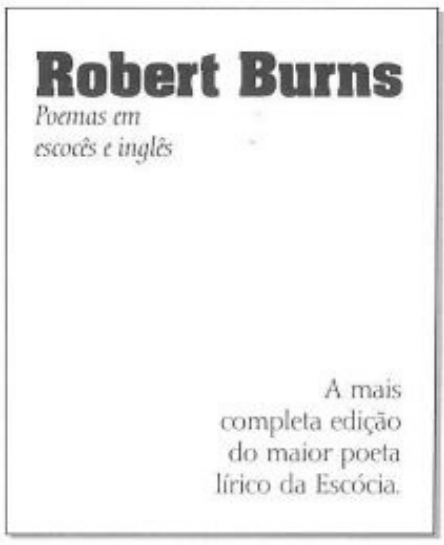 Robert Burns
Poemas em
escocês e inglês
A mais
completa edição
do maior poeta
lírico da Escócia.